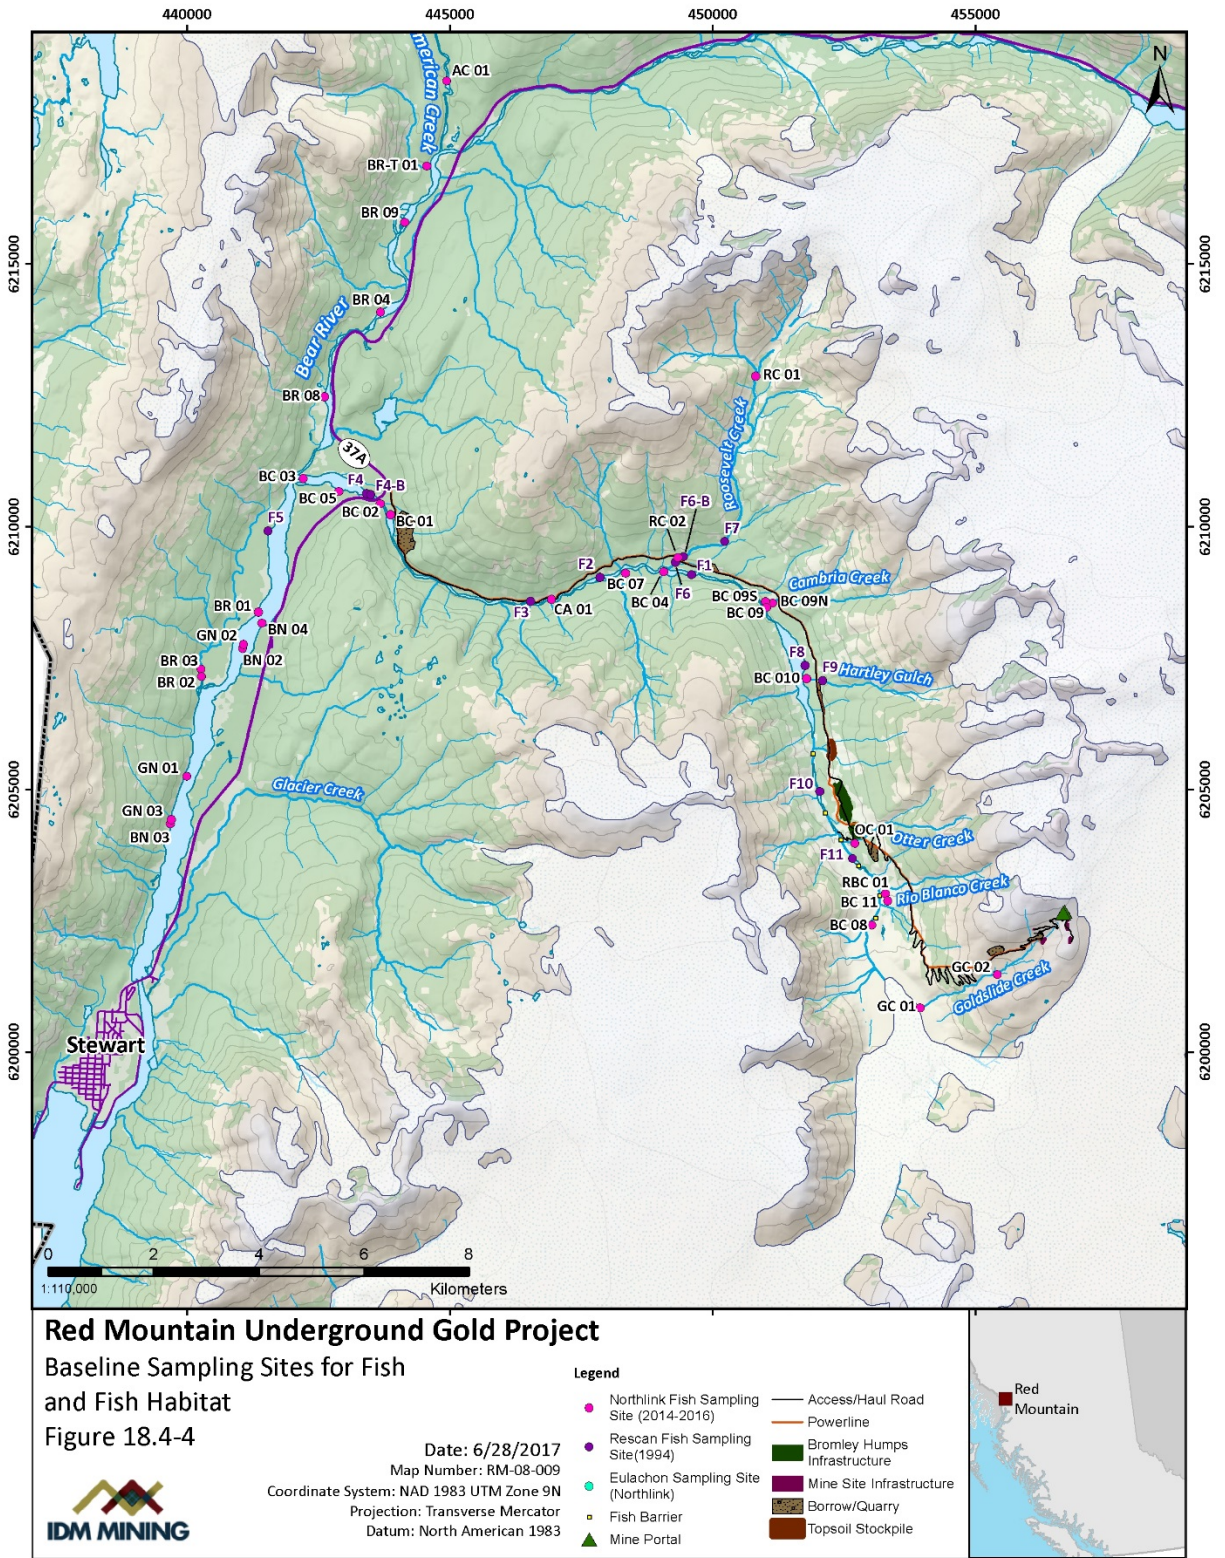 440000
445000
450000
455000
N
merican Creek
AC 01
BR-T 01
BR 09
6215000
6215000
BR 04
Bear River
RC 01
BR 08
Roosevelt Creek
37A
BC 03
F4
F4-B
BC 05
BC 02
BC 01
F6-B
RC 02
F7
F5
6210000
6210000
F2
BC 07
F1
BC 04
F6
Cambria Creek
BC 09S
BC 09N
BC 09
F3
CA 01
BR 01
BN 04
GN 02
BN 02
BR 03
BR 02
F8
F9
Hartley Gulch
BC 010
GN 01
Glacier Creek
F10
6205000
6205000
GN 03
BN 03
OC 01
Otter Creek
F11
RBC 01
Rio Blanco Creek
BC 11
BC 08
GC 02
Goldslide Creek
GC 01
6200000
6200000
Stewart
0 2 4 6 8
1:110,000 Kilometers
Red Mountain Underground Gold Project
Baseline Sampling Sites for Fish
and Fish Habitat
Figure 18.4-4
Date: 6/28/2017
Map Number: RM-08-009
Coordinate System: NAD 1983 UTM Zone 9N
Projection: Transverse Mercator
Datum: North American 1983
IDM MINING
Legend
Northlink Fish Sampling
Site (2014-2016)
Rescan Fish Sampling
Site(1994)
Eulachon Sampling Site
(Northlink)
Fish Barrier
Mine Portal
Access/Haul Road
Powerline
Bromley Humps
Infrastructure
Mine Site Infrastructure
Borrow/Quarry
Topsoil Stockpile
Red
Mountain